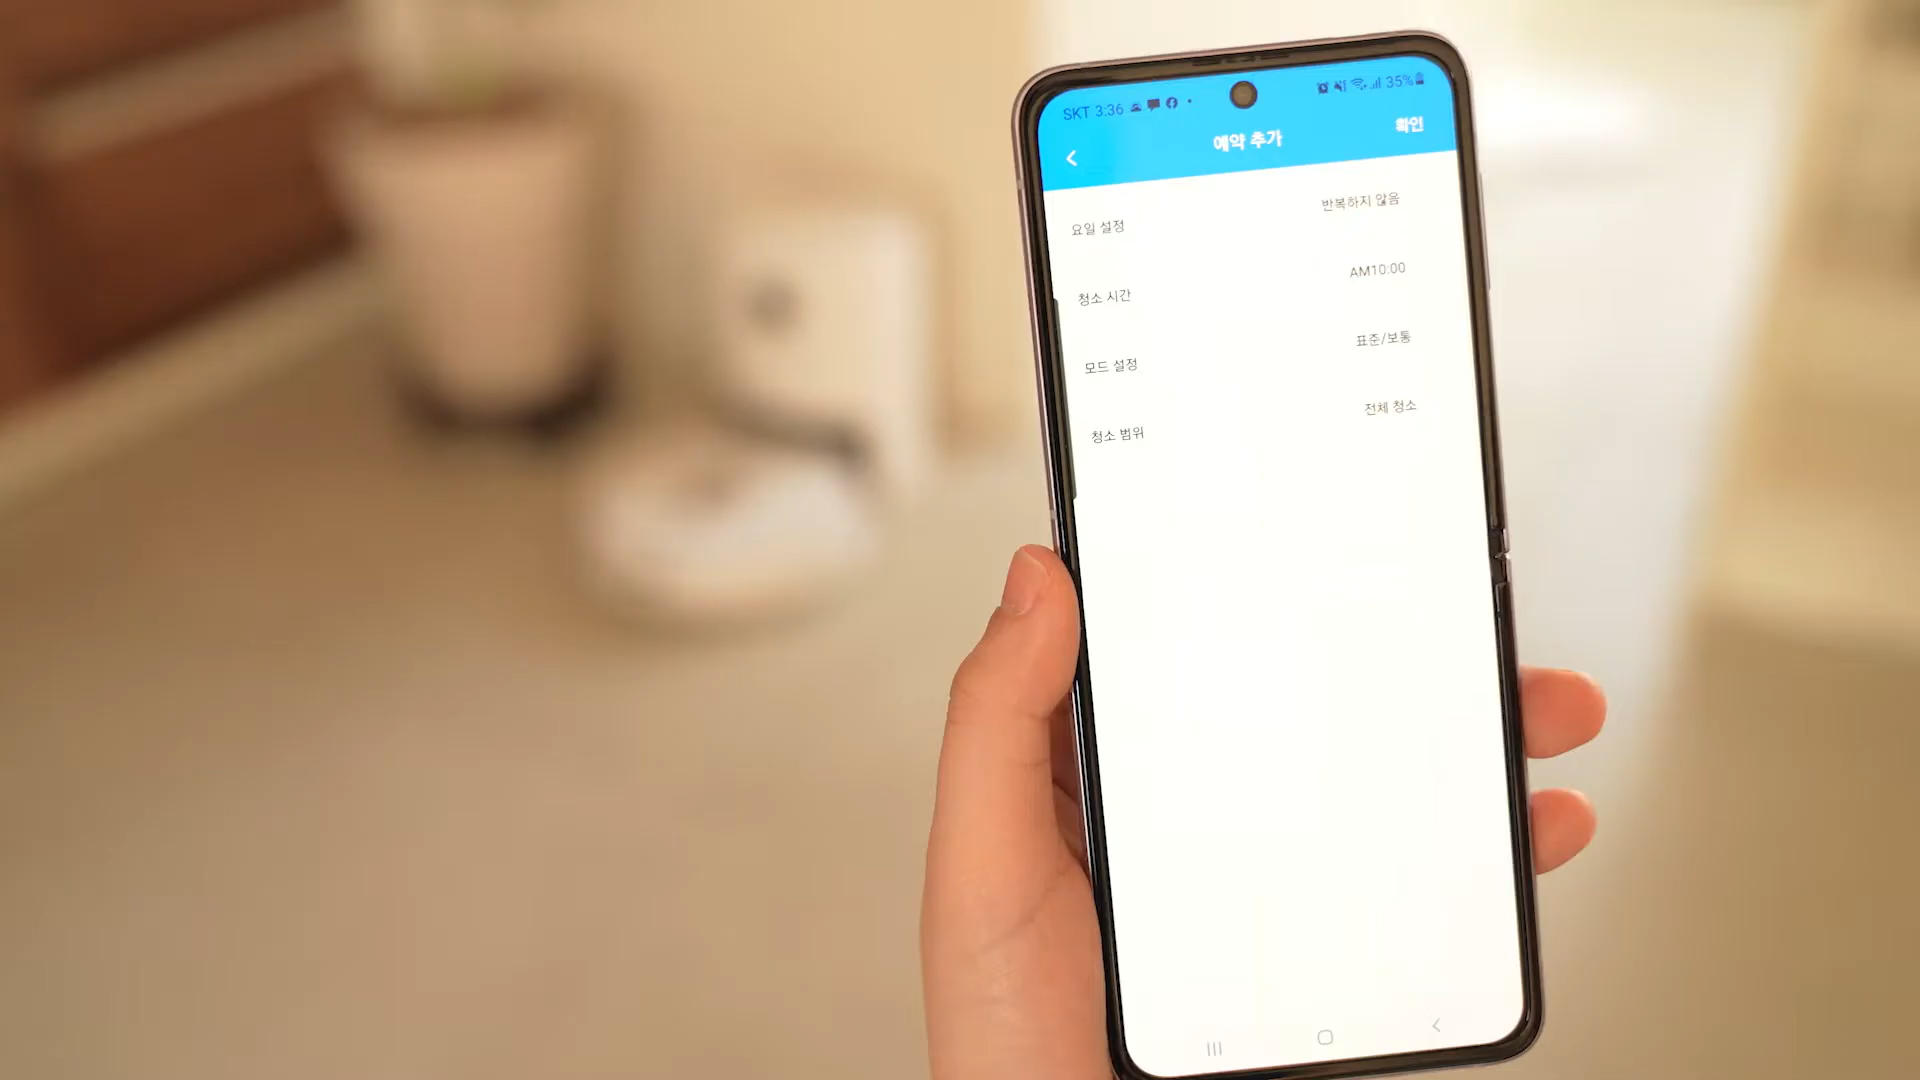 SKT 3:36
35%
예약 추가
확인
요일 설정
반복하지 않음
청소 시간
AM10:00
모드 설정
표준/보통
청소 범위
전체 청소